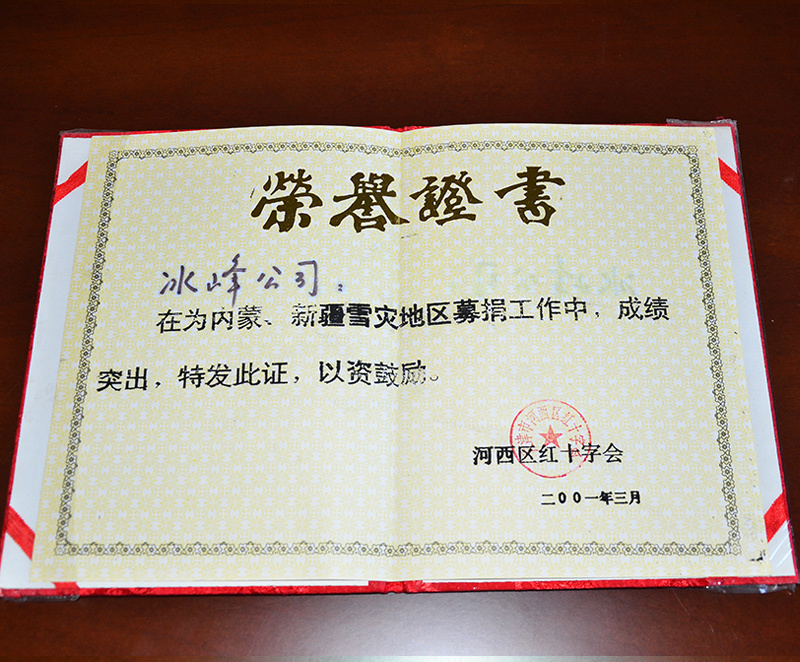 榮譽證書
冰峰公司：
在为内蒙、新疆雪灾地区募捐工作中，成绩
突出，特发此证，以资鼓励。
河西区红十字会
二00一年三月